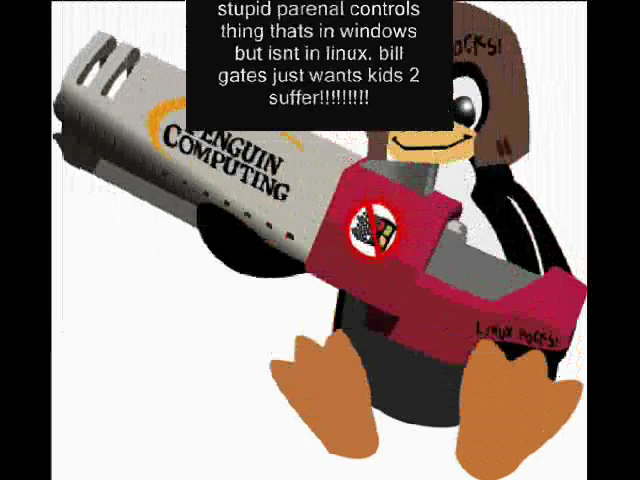 stupid parenal controls
thing thats in windows
but isnt in linux. bill
gates just wants kids 2
suffer!!!!!!!!!
PENGUIN
COMPUTING
LINUX ROCKS!